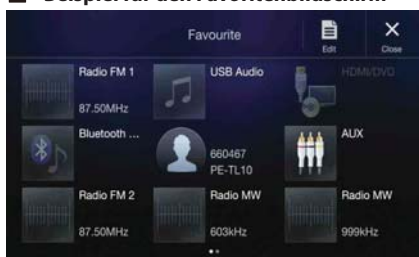 Beispiel für den Favoritenbildschirm
Favourite
Edit
Close
Radio FM 1
87.50MHz
USB Audio
HDMI/DVD
Bluetooth ...
660467
PE-TL10
AUX
Radio FM 2
87.50MHz
Radio MW
603kHz
Radio MW
999kHz